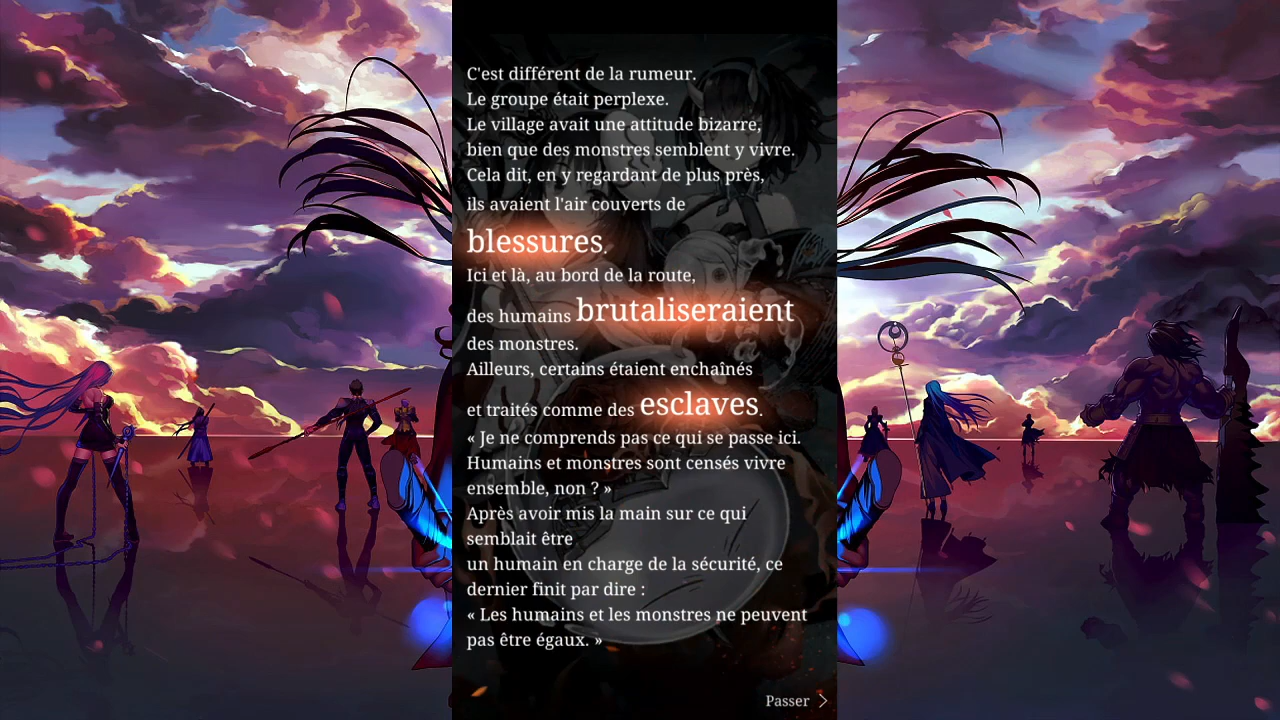 C'est différent de la rumeur.
Le groupe était perplexe.
Le village avait une attitude bizarre,
bien que des monstres semblent y vivre.
Cela dit, en y regardant de plus près,
ils avaient l'air couverts de
blessures.
Ici et là, au bord de la route,
des humains brutaliseraient
des monstres.
Ailleurs, certains étaient enchaînés
et traités comme des esclaves.
« Je ne comprends pas ce qui se passe ici.
Humains et monstres sont censés vivre
ensemble, non ? »
Après avoir mis la main sur ce qui
semblait être
un humain en charge de la sécurité, ce
dernier finit par dire :
« Les humains et les monstres ne peuvent
pas être égaux. »
Passer